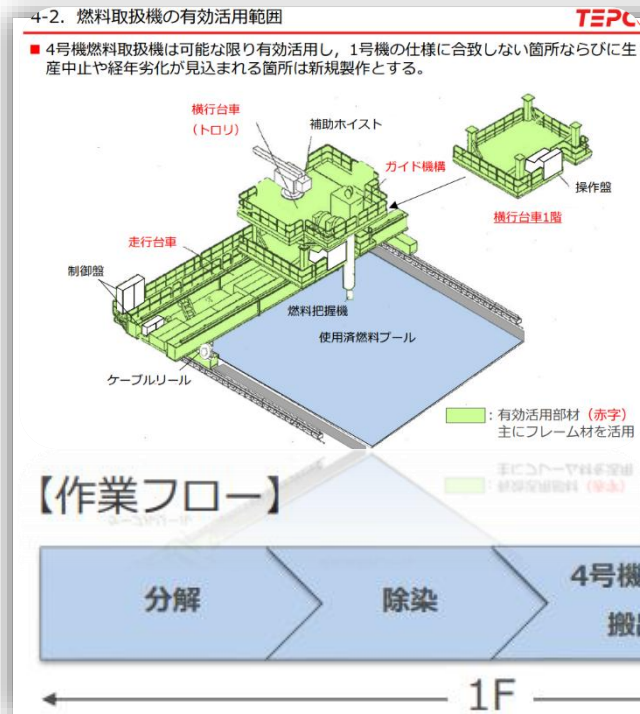 4-2. 燃料取扱機の有効活用範囲
TEPC
■ 4号機燃料取扱機は可能な限り有効活用し，1号機の仕様に合致しない箇所ならびに生
産中止や経年劣化が見込まれる箇所は新規製作とする。
横行台車
（トロリ）
補助ホイスト
ガイド機構
操作盤
横行台車1階
走行台車
制御盤
燃料把握機
使用済燃料プール
ケーブルリール
：有効活用部材（赤字）
主にフレーム材を活用
【作業フロー】
分解
除染
4号機
搬出
1F